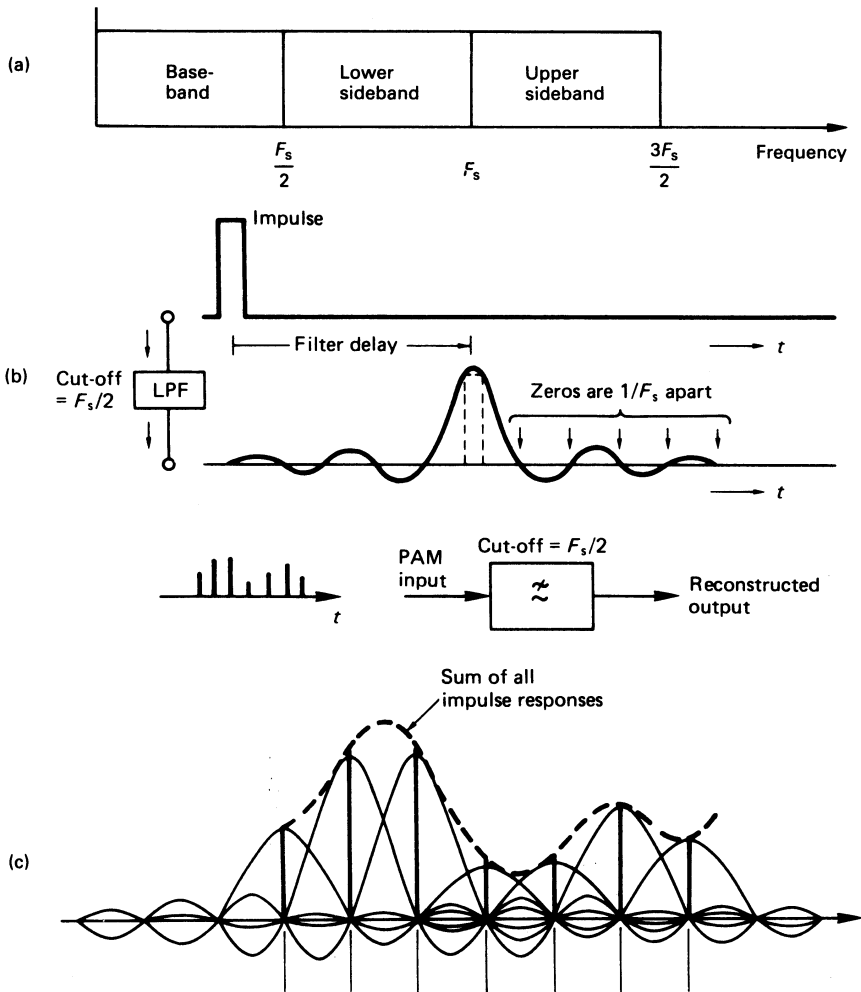 (a)
Base-
band
Lower
sideband
Upper
sideband
Fs
2
Fs
3Fs
2
Frequency
Impulse
Filter delay
t
(b)
Cut-off
= Fs/2
LPF
Zeros are 1/Fs apart
t
t
PAM
input
Cut-off = Fs/2
Reconstructed
output
Sum of all
impulse responses
(c)